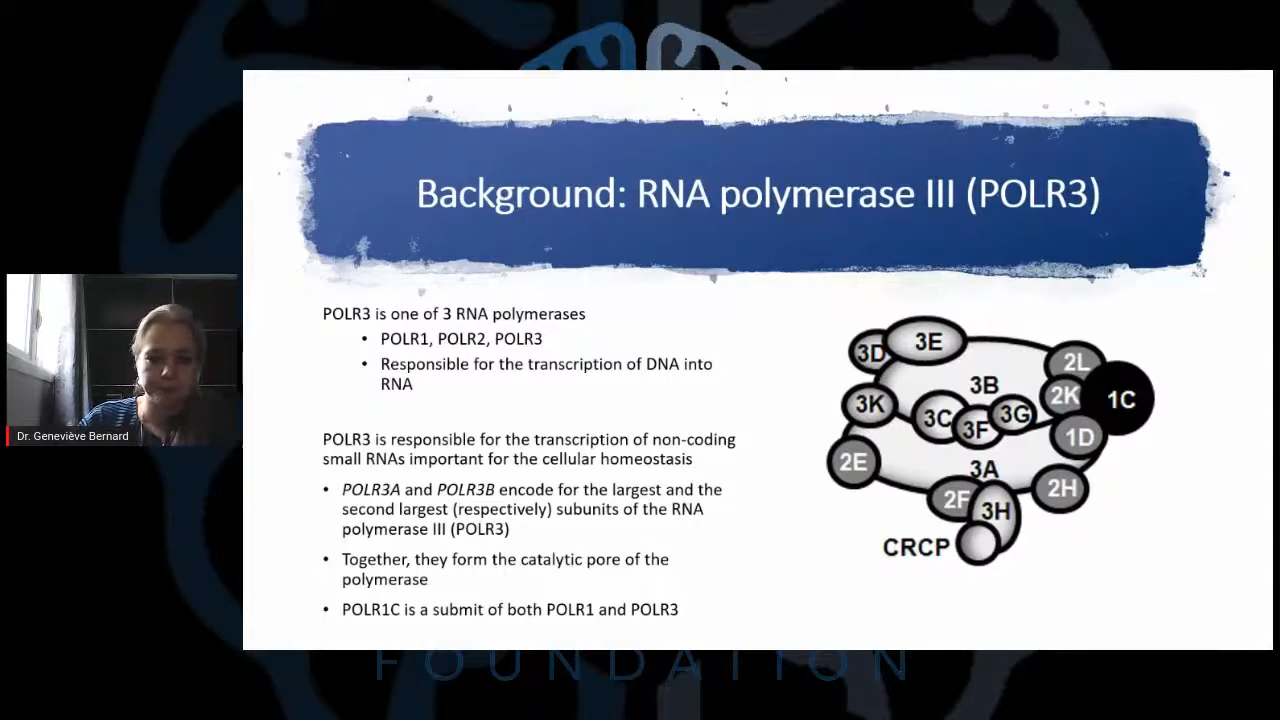 Background: RNA polymerase III (POLR3)
POLR3 is one of 3 RNA polymerases
• POLR1, POLR2, POLR3
• Responsible for the transcription of DNA into
RNA
POLR3 is responsible for the transcription of non-coding
small RNAs important for the cellular homeostasis
• POLR3A and POLR3B encode for the largest and the
second largest (respectively) subunits of the RNA
polymerase III (POLR3)
• Together, they form the catalytic pore of the
polymerase
• POLR1C is a submit of both POLR1 and POLR3
3D
3E
2L
3B
2K
1C
3K
3C
3F
3G
1D
2E
3A
2F
3H
2H
CRCP
Dr. Geneviève Bernard
FOUNDATION